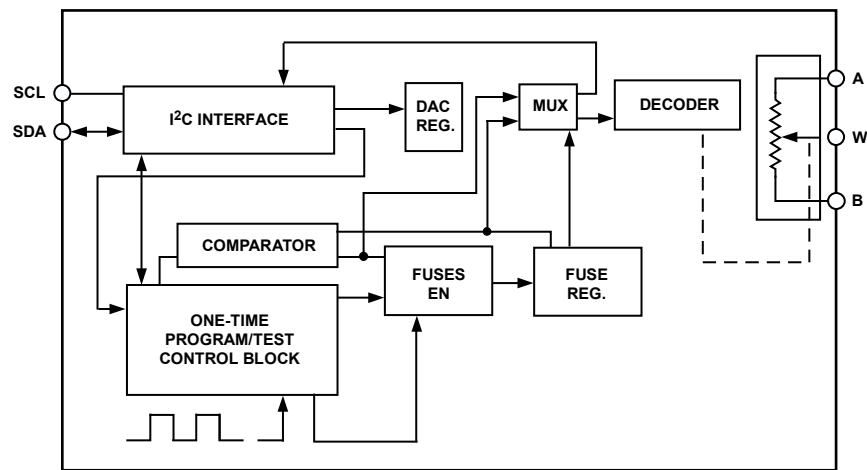 SCL
SDA
I²C INTERFACE
DAC
REG.
MUX
DECODER
A
W
B
COMPARATOR
FUSES
EN
FUSE
REG.
ONE-TIME
PROGRAM/TEST
CONTROL BLOCK